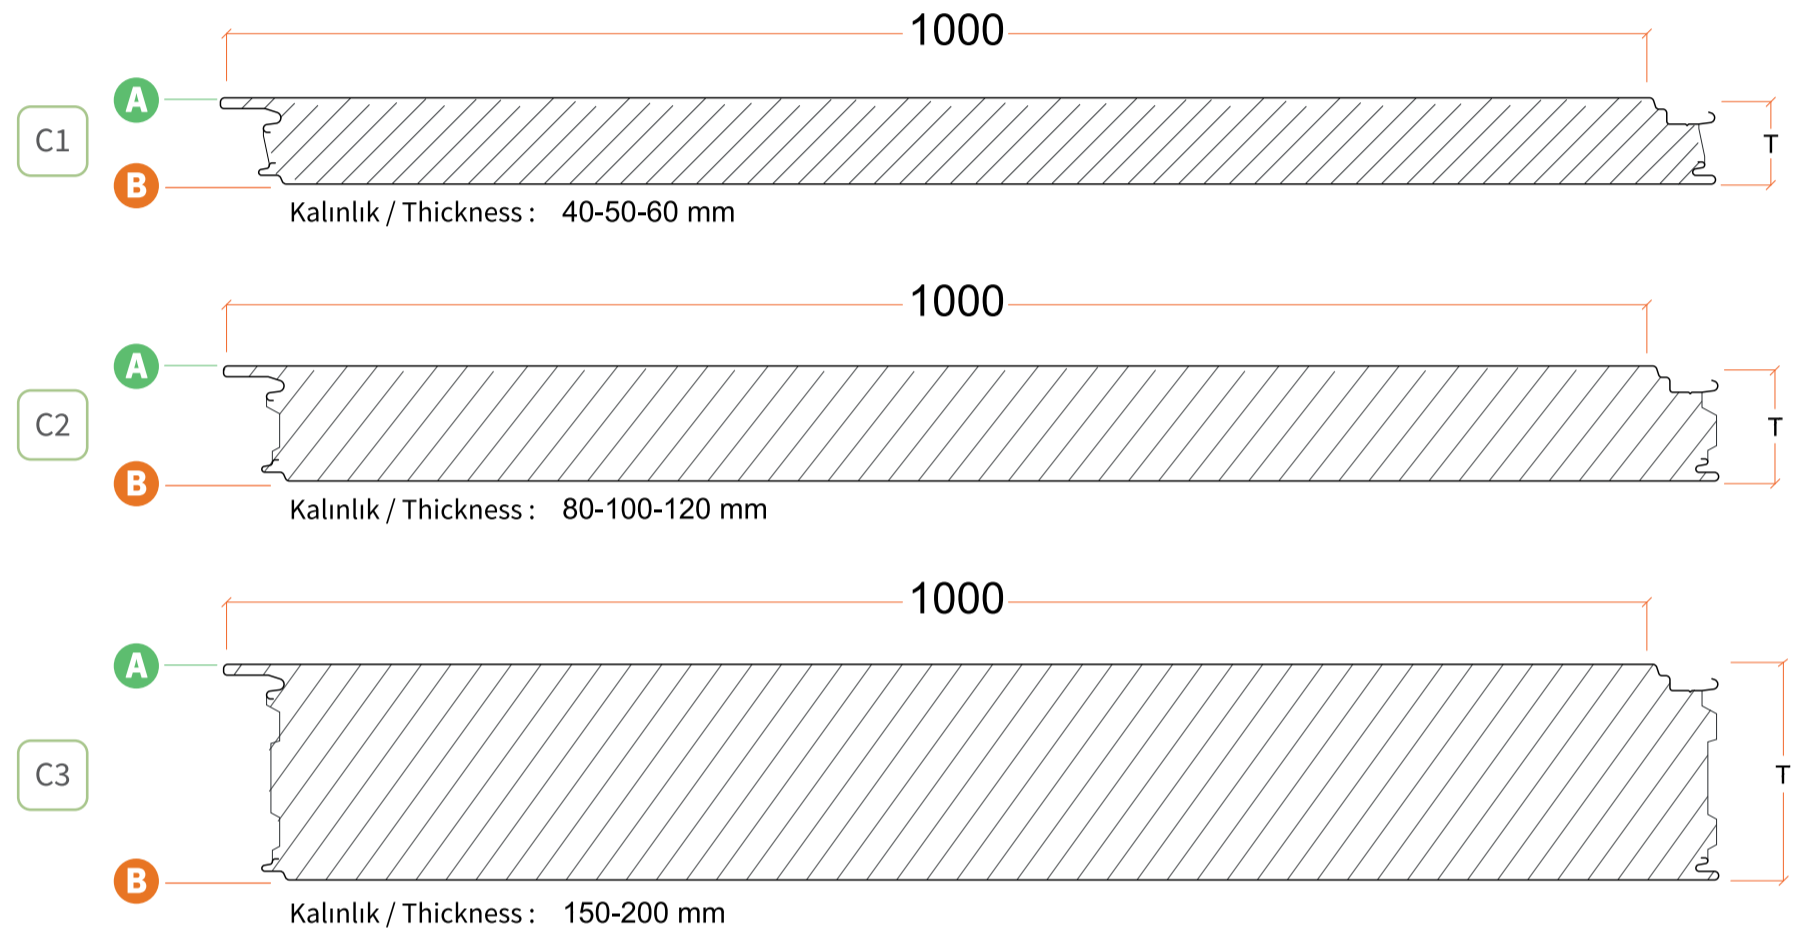 1000
A
C1
T
B
Kalınlık / Thickness : 40-50-60 mm
1000
A
C2
T
B
Kalınlık / Thickness : 80-100-120 mm
1000
A
C3
T
B
Kalınlık / Thickness : 150-200 mm